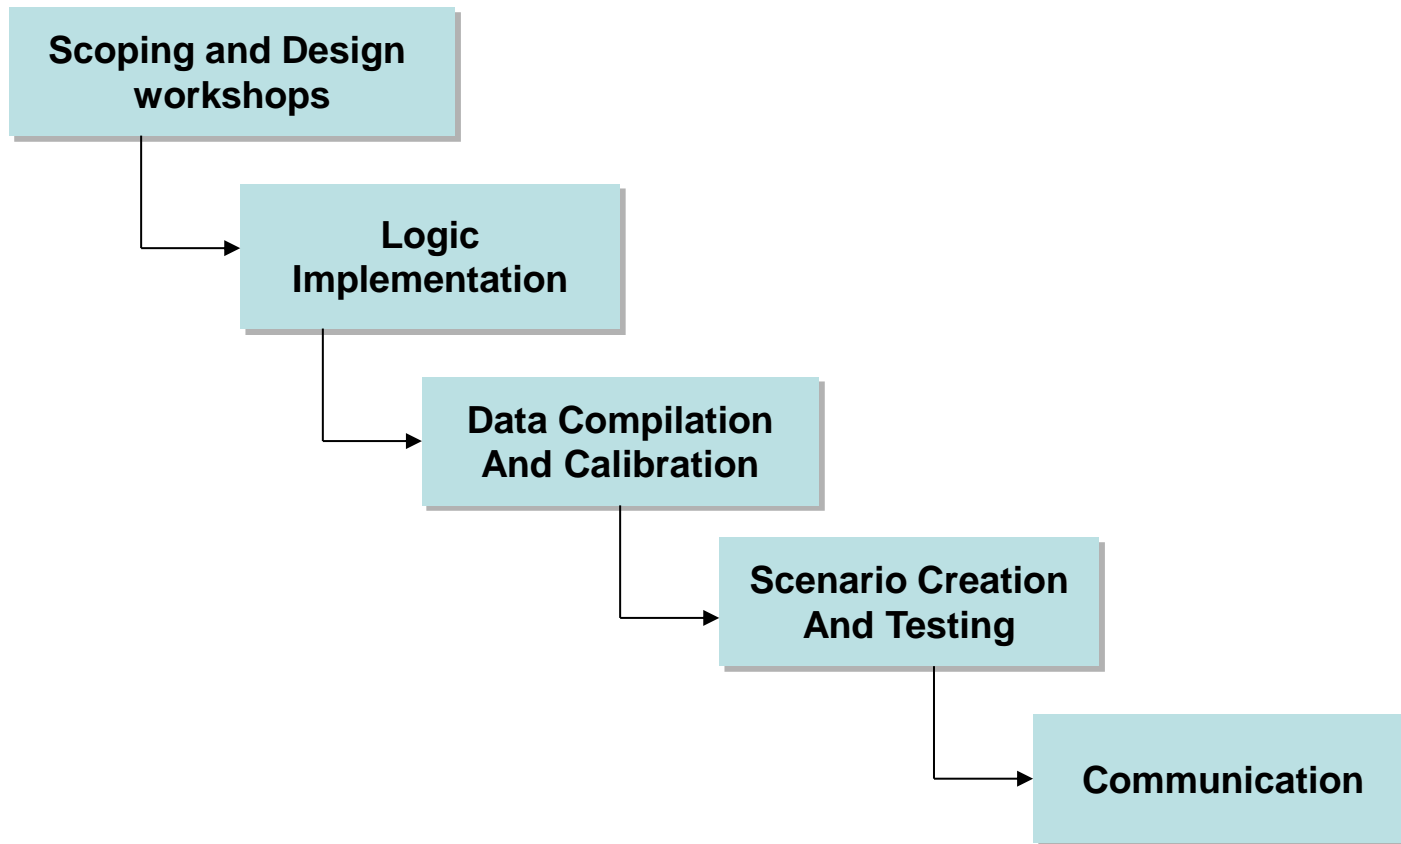 Scoping and Design
workshops
Logic
Implementation
Data Compilation
And Calibration
Scenario Creation
And Testing
Communication